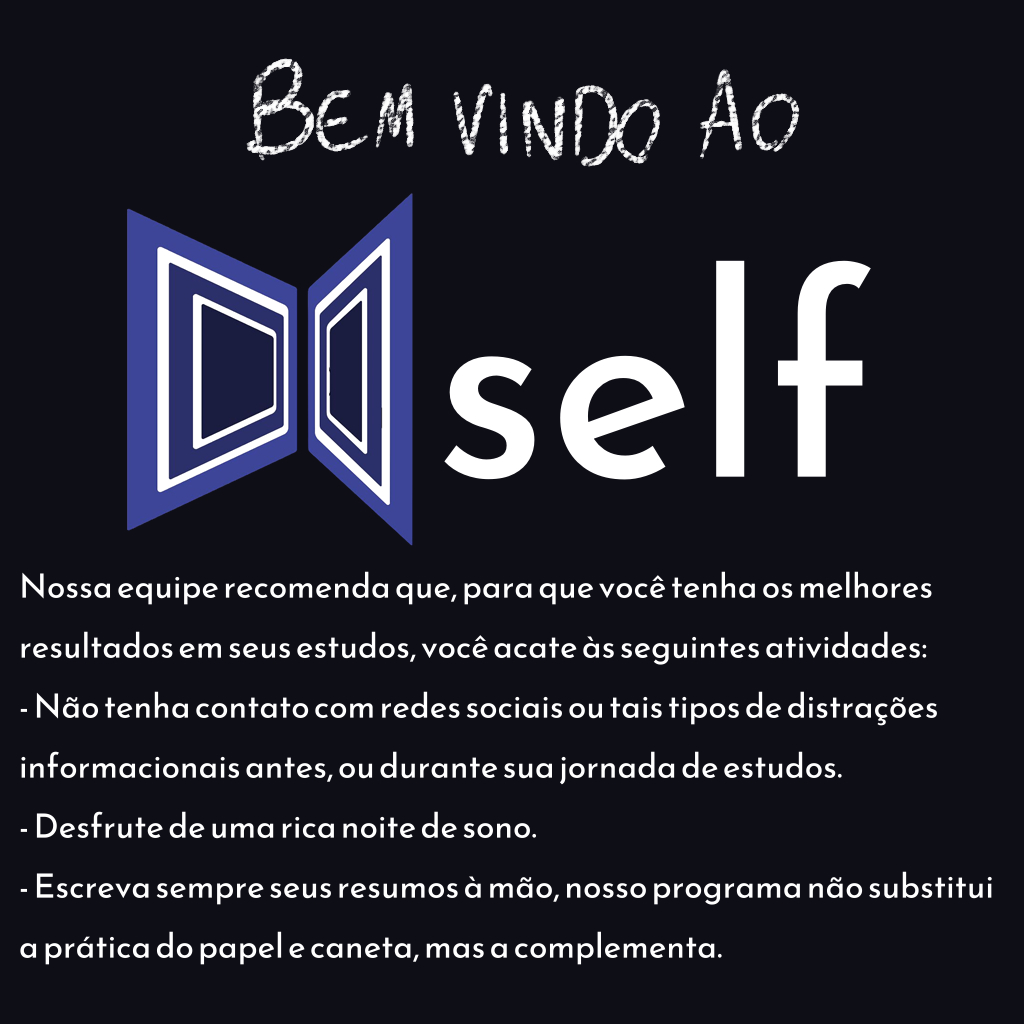 BEM VINDO AO
self
Nossa equipe recomenda que, para que você tenha os melhores
resultados em seus estudos, você acate às seguintes atividades:
- Não tenha contato com redes sociais ou tais tipos de distrações
informacionais antes, ou durante sua jornada de estudos.
- Desfrute de uma rica noite de sono.
- Escreva sempre seus resumos à mão, nosso programa não substitui
a prática do papel e caneta, mas a complementa.